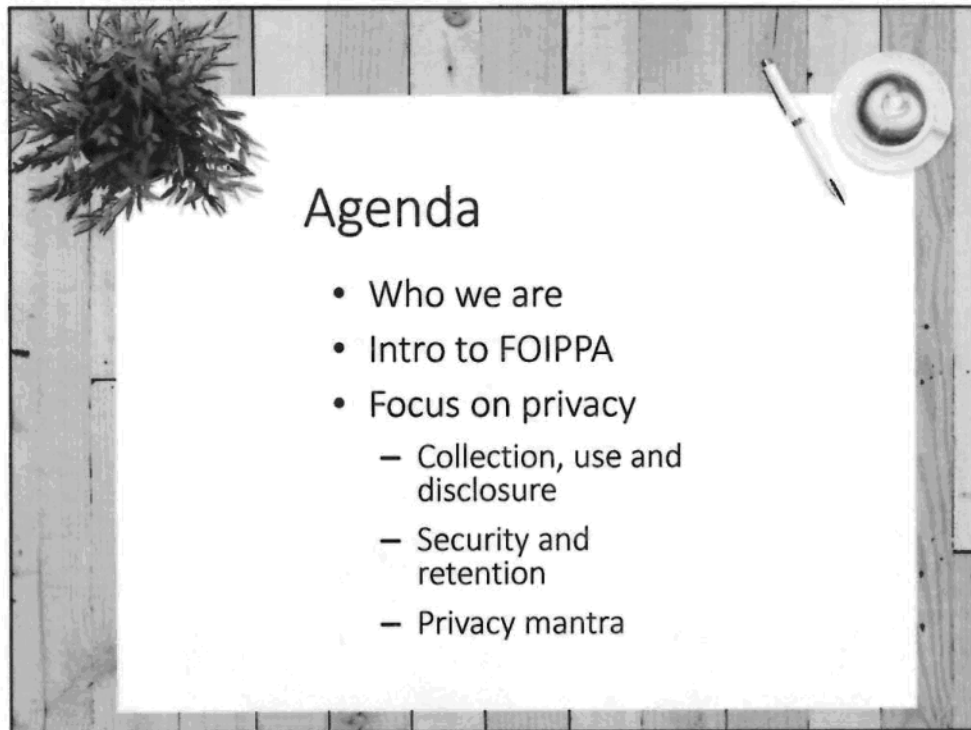 Agenda
• Who we are
• Intro to FOIPPA
• Focus on privacy
– Collection, use and
disclosure
– Security and
retention
– Privacy mantra